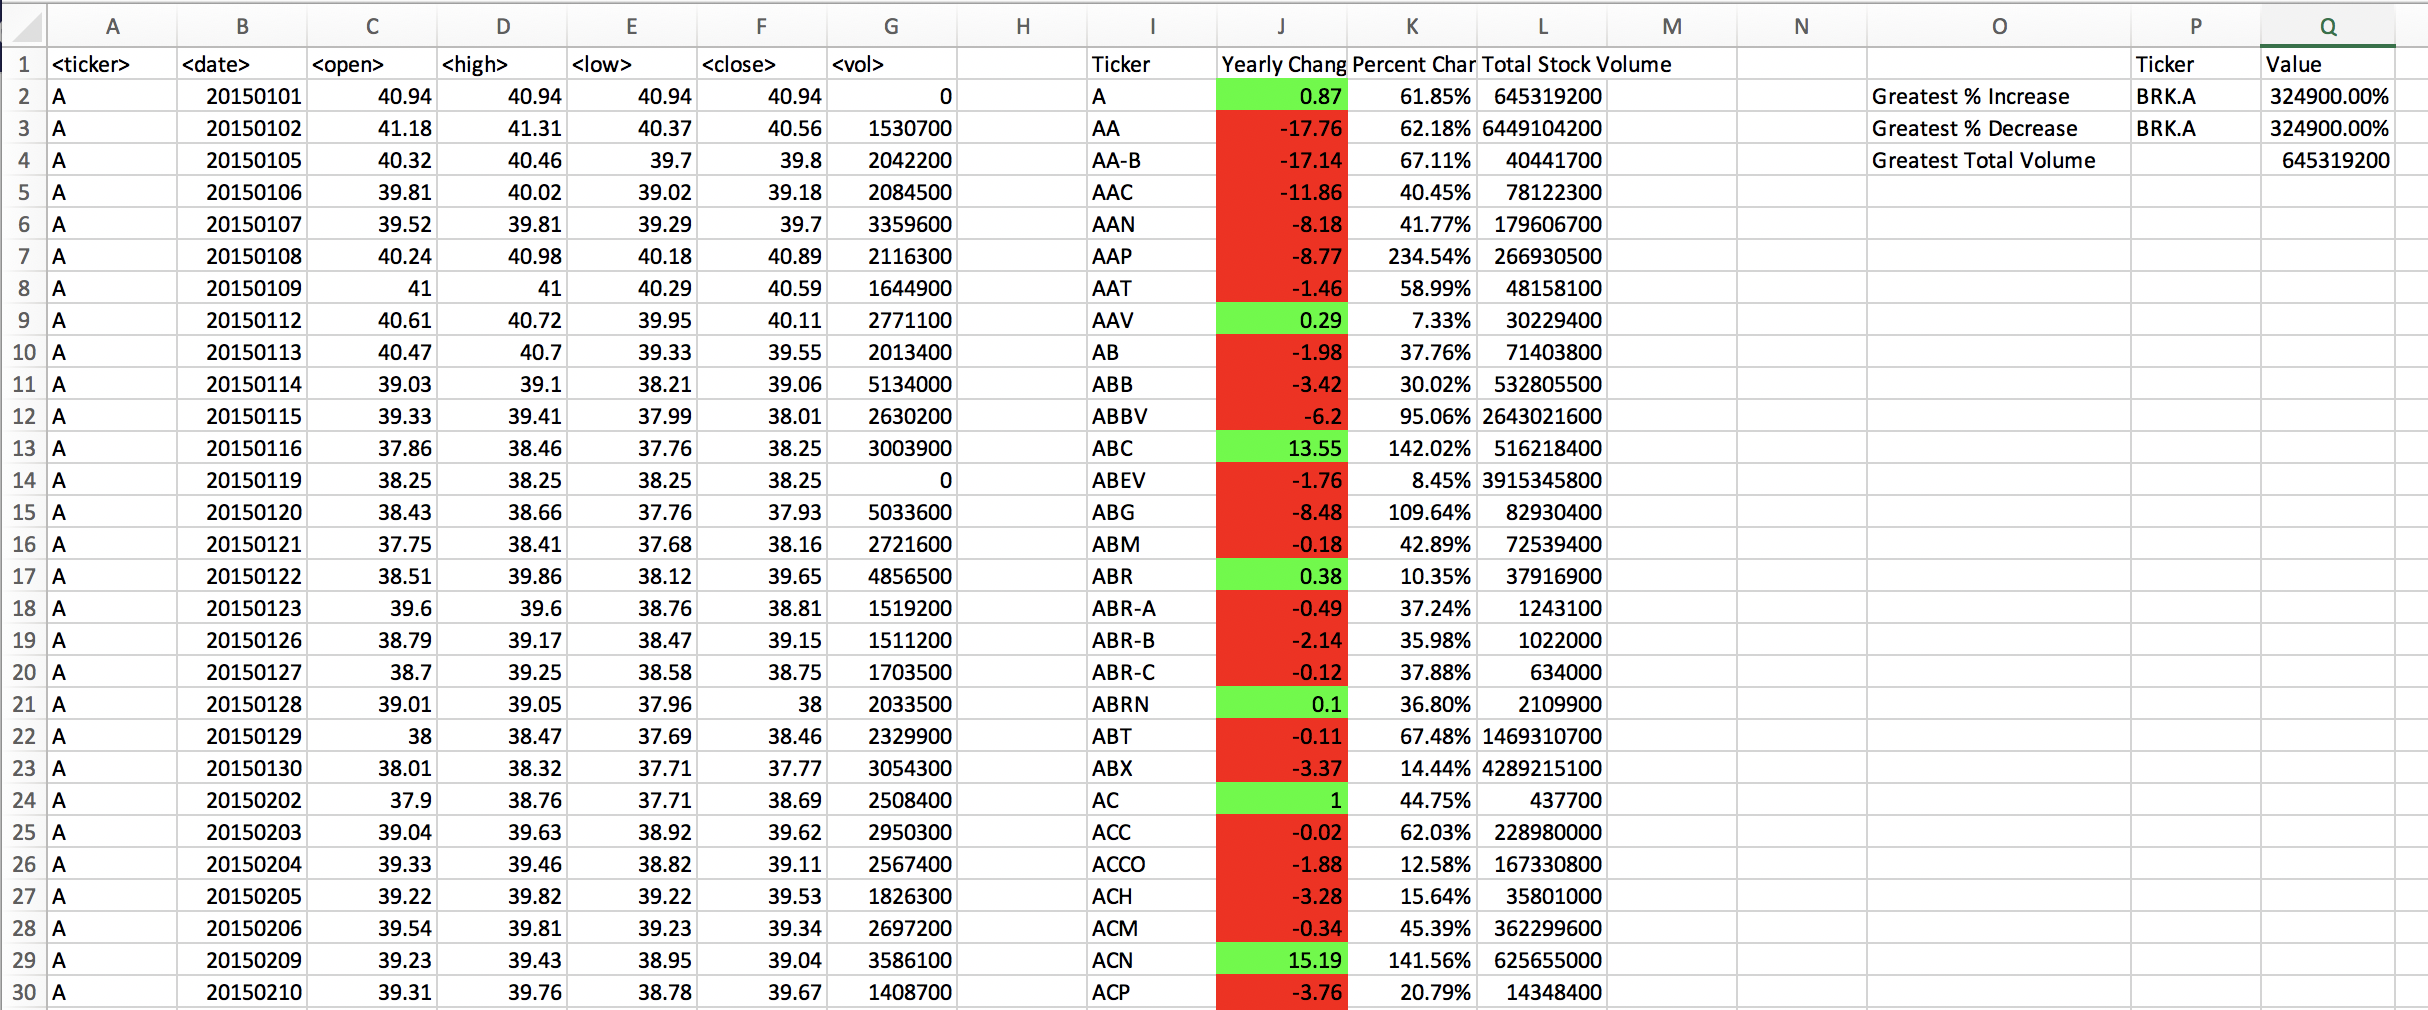 A B C D E F G H I J K L M N O P Q
1 <ticker> <date> <open> <high> <low> <close> <vol> Ticker Yearly Chang Percent Char Total Stock Volume Ticker Value
2 A 20150101 40.94 40.94 40.94 40.94 0 A 0.87 61.85% 645319200 Greatest % Increase BRK.A 324900.00%
3 A 20150102 41.18 41.31 40.37 40.56 1530700 AA -17.76 62.18% 6449104200 Greatest % Decrease BRK.A 324900.00%
4 A 20150105 40.32 40.46 39.7 39.8 2042200 AA-B -17.14 67.11% 40441700 Greatest Total Volume 645319200
5 A 20150106 39.81 40.02 39.02 39.18 2084500 AAC -11.86 40.45% 78122300
6 A 20150107 39.52 39.81 39.29 39.7 3359600 AAN -8.18 41.77% 179606700
7 A 20150108 40.24 40.98 40.18 40.89 2116300 AAP -8.77 234.54% 266930500
8 A 20150109 41 41 40.29 40.59 1644900 AAT -1.46 58.99% 48158100
9 A 20150112 40.61 40.72 39.95 40.11 2771100 AAV 0.29 7.33% 30229400
10 A 20150113 40.47 40.7 39.33 39.55 2013400 AB -1.98 37.76% 71403800
11 A 20150114 39.03 39.1 38.21 39.06 5134000 ABB -3.42 30.02% 532805500
12 A 20150115 39.33 39.41 37.99 38.01 2630200 ABBV -6.2 95.06% 2643021600
13 A 20150116 37.86 38.46 37.76 38.25 3003900 ABC 13.55 142.02% 516218400
14 A 20150119 38.25 38.25 38.25 38.25 0 ABEV -1.76 8.45% 3915345800
15 A 20150120 38.43 38.66 37.76 37.93 5033600 ABG -8.48 109.64% 82930400
16 A 20150121 37.75 38.41 37.68 38.16 2721600 ABM -0.18 42.89% 72539400
17 A 20150122 38.51 39.86 38.12 39.65 4856500 ABR 0.38 10.35% 37916900
18 A 20150123 39.6 39.6 38.76 38.81 1519200 ABR-A -0.49 37.24% 1243100
19 A 20150126 38.79 39.17 38.47 39.15 1511200 ABR-B -2.14 35.98% 1022000
20 A 20150127 38.7 39.25 38.58 38.75 1703500 ABR-C -0.12 37.88% 634000
21 A 20150128 39.01 39.05 37.96 38 2033500 ABRN 0.1 36.80% 2109900
22 A 20150129 38 38.47 37.69 38.46 2329900 ABT -0.11 67.48% 1469310700
23 A 20150130 38.01 38.32 37.71 37.77 3054300 ABX -3.37 14.44% 4289215100
24 A 20150202 37.9 38.76 37.71 38.69 2508400 AC 1 44.75% 437700
25 A 20150203 39.04 39.63 38.92 39.62 2950300 ACC -0.02 62.03% 228980000
26 A 20150204 39.33 39.46 38.82 39.11 2567400 ACCO -1.88 12.58% 167330800
27 A 20150205 39.22 39.82 39.22 39.53 1826300 ACH -3.28 15.64% 35801000
28 A 20150206 39.54 39.81 39.23 39.34 2697200 ACM -0.34 45.39% 362299600
29 A 20150209 39.23 39.43 38.95 39.04 3586100 ACN 15.19 141.56% 625655000
30 A 20150210 39.31 39.76 38.78 39.67 1408700 ACP -3.76 20.79% 14348400